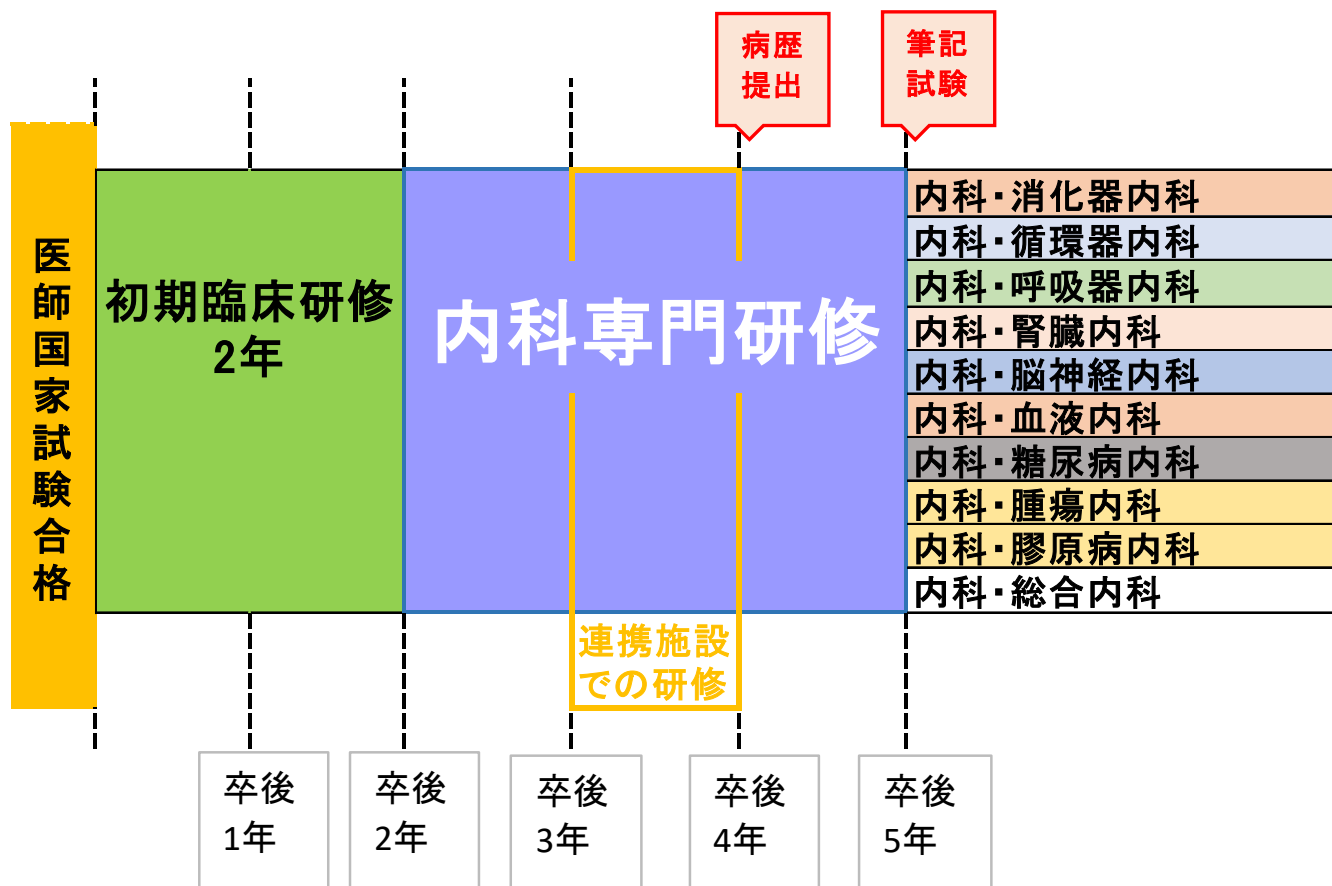 病歴
提出
筆記
試験
医師国家試験合格
初期臨床研修
2年
内科専門研修
連携施設
での研修
内科・消化器内科
内科・循環器内科
内科・呼吸器内科
内科・腎臓内科
内科・脳神経内科
内科・血液内科
内科・糖尿病内科
内科・腫瘍内科
内科・膠原病内科
内科・総合内科
卒後
1年
卒後
2年
卒後
3年
卒後
4年
卒後
5年